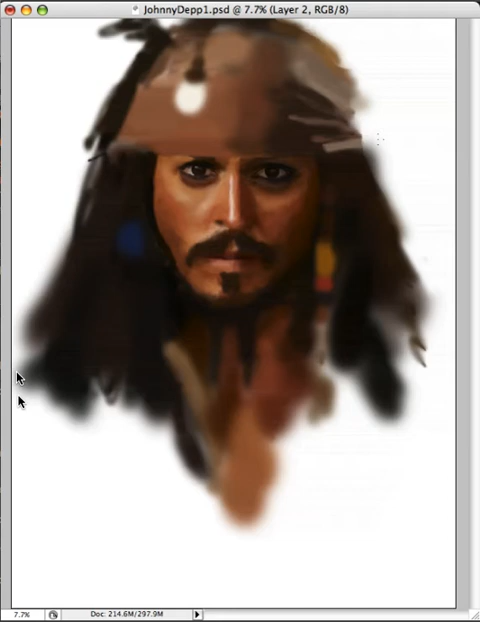 JohnnyDepp1.psd @ 7.7% (Layer 2, RGB/8)
7.7%
Doc: 214.6M/297.9M